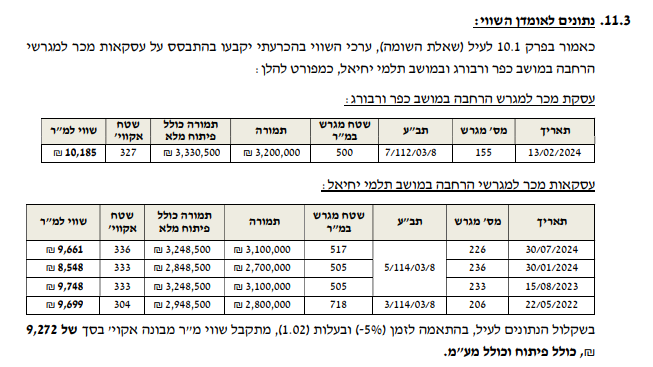 11.3. נתונים לאומדן השווי:
כאמור בפרק 10.1 לעיל (שאלת השומה), ערכי השווי בהכרעתי יקבעו בהתבסס על עסקאות מכר למגרשי
הרחבה במושב כפר ורבורג ובמושב תלמי יחיאל, כמפורט להלן:
עסקת מכר למגרש הרחבה במושב כפר ורבורג:
תאריך מס׳ מגרש תב״ע שטח מגרש במ״ר תמורה תמורה כולל פיתוח מלא שטח אקווי׳ שווי למ״ר
13/02/2024 155 7/112/03/8 500 3,200,000 ₪ 3,330,500 ₪ 327 10,185 ₪
עסקאות מכר למגרשי הרחבה במושב תלמי יחיאל:
תאריך מס׳ מגרש תב״ע שטח מגרש במ״ר תמורה תמורה כולל פיתוח מלא שטח אקווי׳ שווי למ״ר
30/07/2024 226 5/114/03/8 517 3,100,000 ₪ 3,248,500 ₪ 336 9,661 ₪
30/01/2024 236 505 2,700,000 ₪ 2,848,500 ₪ 333 8,548 ₪
15/08/2023 233 505 3,100,000 ₪ 3,248,500 ₪ 333 9,748 ₪
22/05/2022 206 3/114/03/8 718 2,800,000 ₪ 2,948,500 ₪ 304 9,699 ₪
בשקלול הנתונים לעיל, בהתאמה לזמן (-5%) ובעלות (1.02), מתקבל שווי מ״ר מבונה אקוי׳ בסך של 9,272
₪, כולל פיתוח וכולל מע״מ.